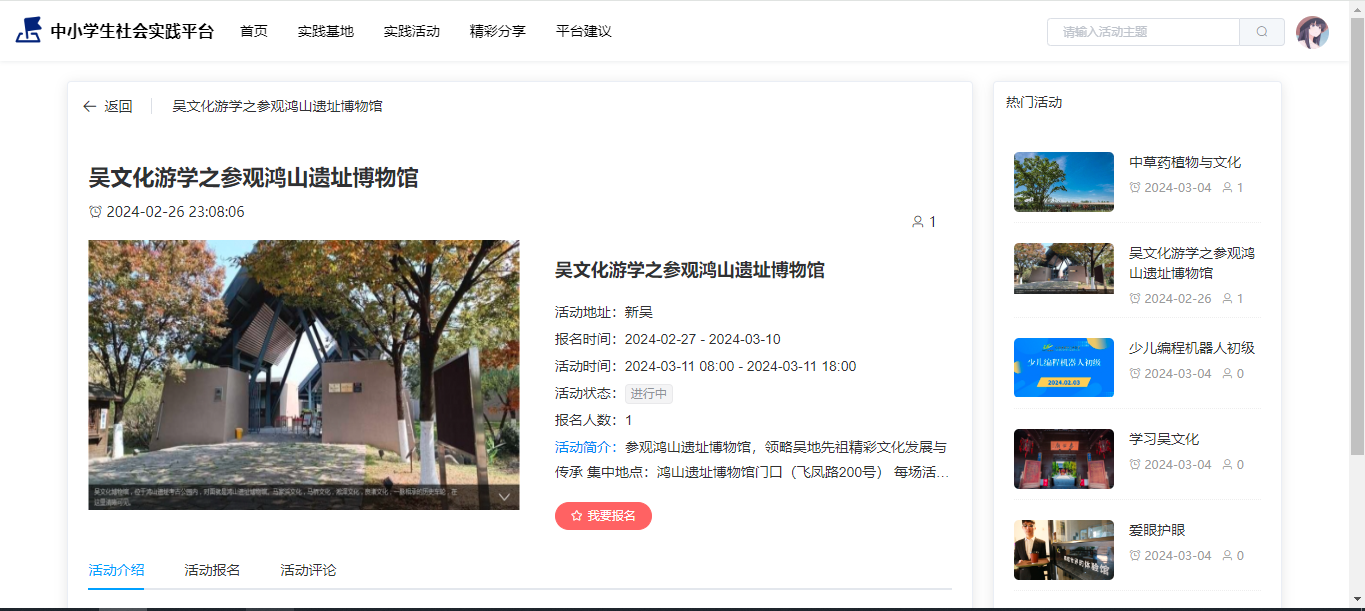 中小学生社会实践平台
首页
实践基地
实践活动
精彩分享
平台建议
请输入活动主题
返回
吴文化游学之参观鸿山遗址博物馆
吴文化游学之参观鸿山遗址博物馆
2024-02-26 23:08:06
1
吴文化游学之参观鸿山遗址博物馆
活动地址：新吴
报名时间：2024-02-27 - 2024-03-10
活动时间：2024-03-11 08:00 - 2024-03-11 18:00
活动状态：进行中
报名人数：1
活动简介：参观鸿山遗址博物馆，领略吴地先祖精彩文化发展与
传承 集中地点：鸿山遗址博物馆门口（飞凤路200号） 每场活…
我要报名
活动介绍
活动报名
活动评论
热门活动
中草药植物与文化
2024-03-04 1
吴文化游学之参观鸿
山遗址博物馆
2024-02-26 1
少儿编程机器人初级
2024.02.03
少儿编程机器人初级
2024-03-04 0
学习吴文化
2024-03-04 0
爱眼护眼
2024-03-04 0